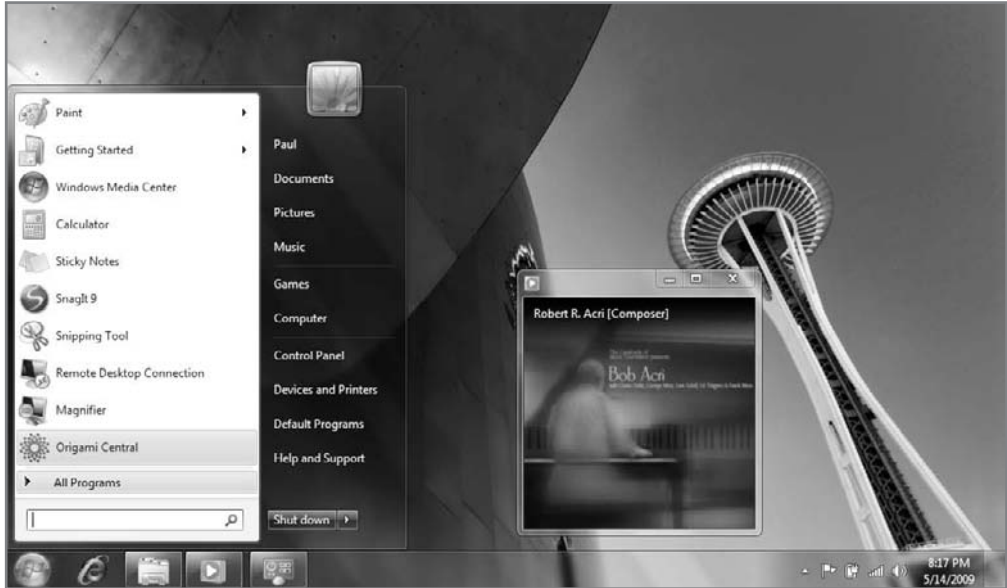 Paint
Getting Started
Windows Media Center
Calculator
Sticky Notes
SnagIt 9
Snipping Tool
Remote Desktop Connection
Magnifier
Origami Central
All Programs
Paul
Documents
Pictures
Music
Games
Computer
Control Panel
Devices and Printers
Default Programs
Help and Support
Shut down
Robert R. Acri [Composer]
Bob Acri
8:17 PM
5/14/2009